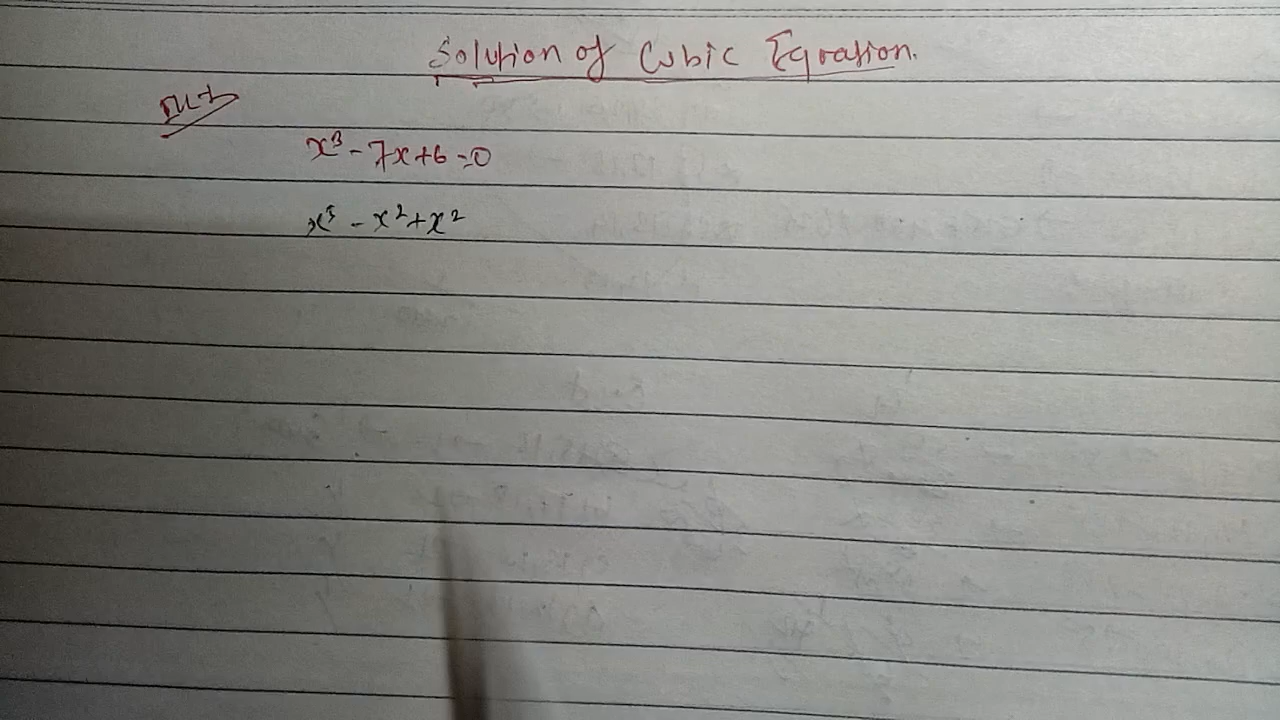 Solution of Cubic Equation.
x³ - 7x + 6 = 0
x³ - x² + x²